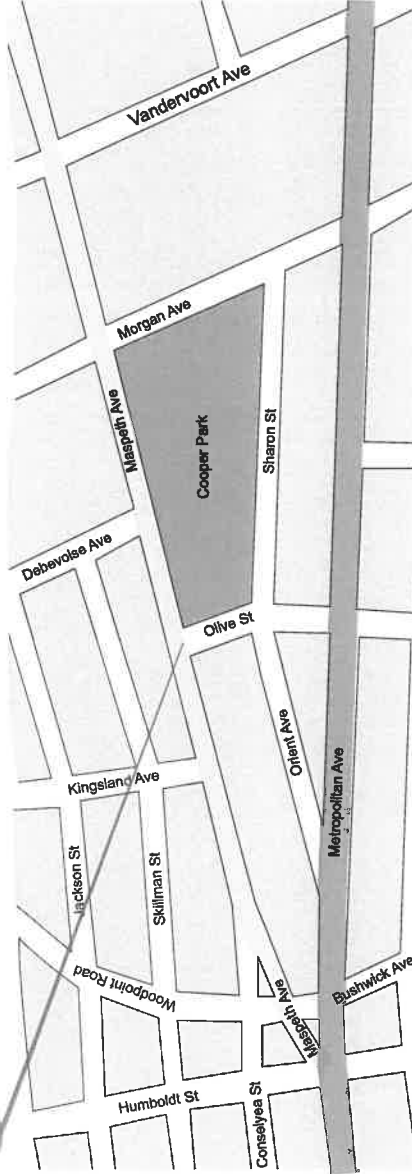 Vandervoort Ave
Morgan Ave
Maspeth Ave
Cooper Park
Sharon St
Debevoise Ave
Olive St
Orient Ave
Kingsland Ave
Metropolitan Ave
Jackson St
Skillman St
Woodpoint Road
Maspeth Ave
Bushwick Ave
Humboldt St
Conselyea St